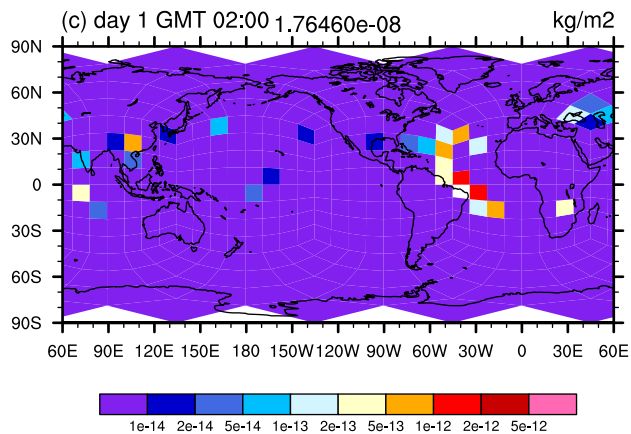 (c) day 1 GMT 02:00 1.76460e-08 kg/m2
90N
60N
30N
0
30S
60S
90S
60E 90E 120E 150E 180 150W 120W 90W 60W 30W 0 30E 60E
1e-14 2e-14 5e-14 1e-13 2e-13 5e-13 1e-12 2e-12 5e-12